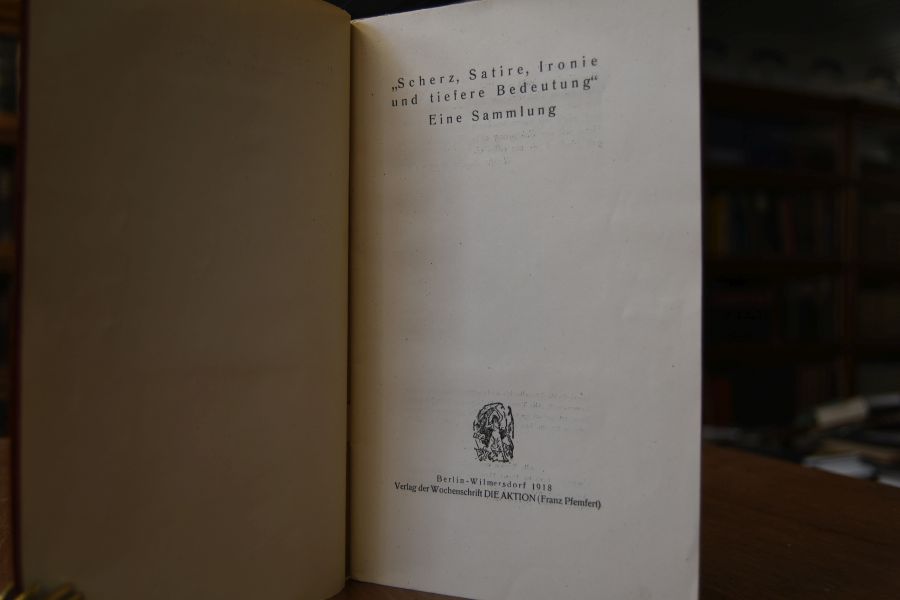 „Scherz, Satire, Ironie
und tiefere Bedeutung“
Eine Sammlung
Berlin-Wilmersdorf 1918
Verlag der Wochenschrift DIE AKTION (Franz Pfemfert)